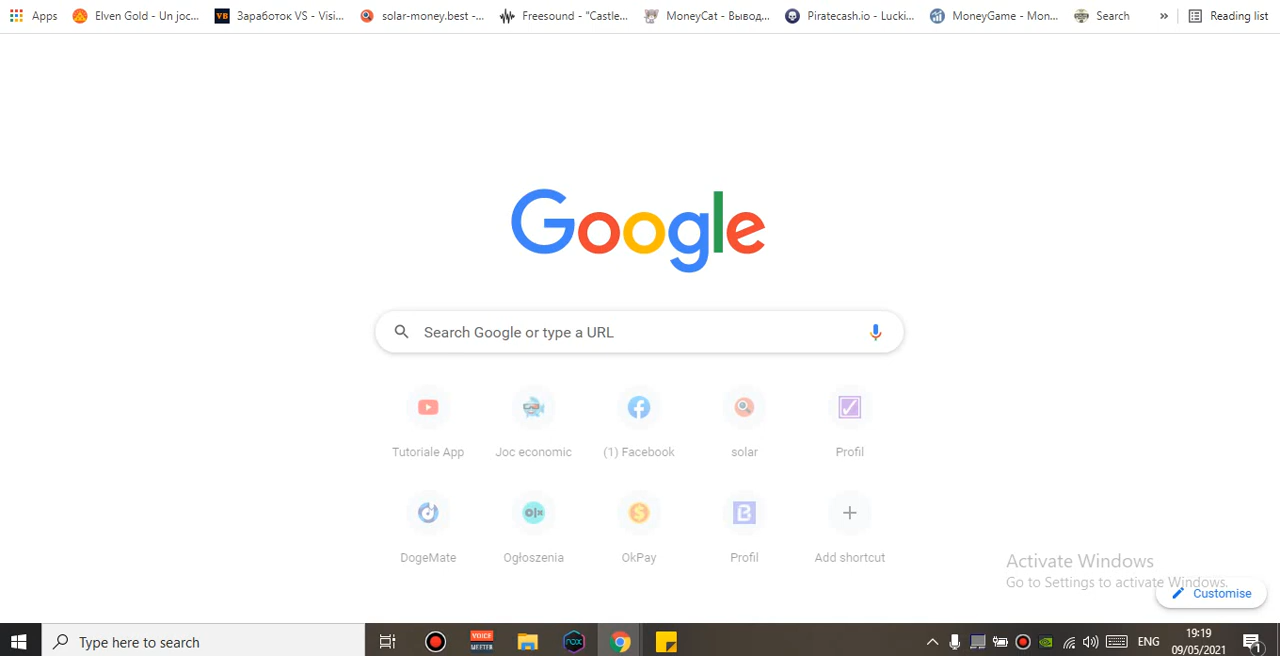 Apps Elven Gold - Un joc... Заработок VS - Visi... solar-money.best -... Freesound - "Castle... MoneyCat - Вывод... Piratecash.io - Lucki... MoneyGame - Mon... Search » Reading list
Google
Search Google or type a URL
Tutoriale App Joc economic (1) Facebook solar Profil
DogeMate Ogłoszenia OkPay Profil Add shortcut
Activate Windows
Go to Settings to activate Windows.
Customise
Type here to search
VOICE
MEETER
nox
ENG
19:19
09/05/2021
1